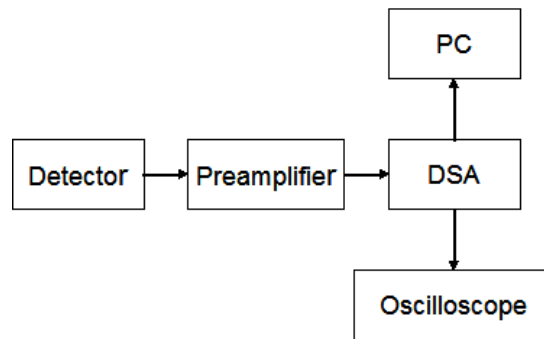 PC
Detector
Preamplifier
DSA
Oscilloscope